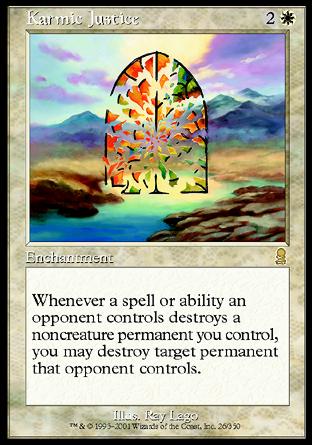 Karmic Justice 2
Enchantment
Whenever a spell or ability an
opponent controls destroys a
noncreature permanent you control,
you may destroy target permanent
that opponent controls.
Illus. Rey Lago
™ & © 1993-2001 Wizards of the Coast, Inc. 26/350